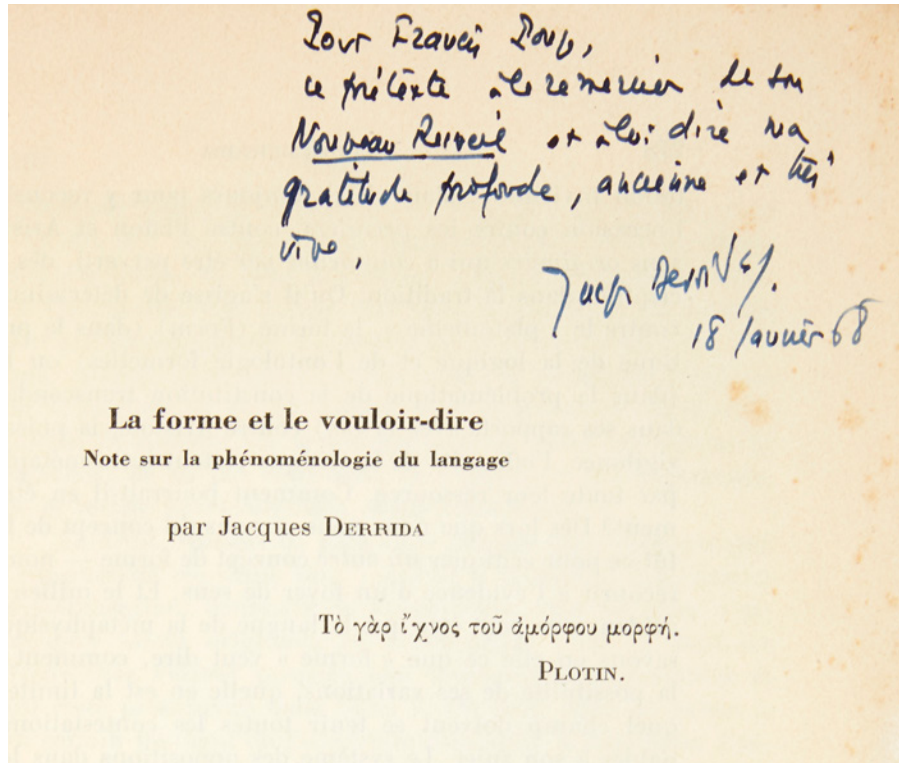 Pour Francis Ponge,
ce prétexte à le remercier de son
Nouveau Recueil et à lui dire ma
gratitude profonde, ancienne et très
vive,
Jacques Derrida.
18 Janvier 68
La forme et le vouloir-dire
Note sur la phénoménologie du langage
par Jacques DERRIDA
Τὸ γὰρ ἴχνος τοῦ ἀμόρφου μορφή.
PLOTIN.